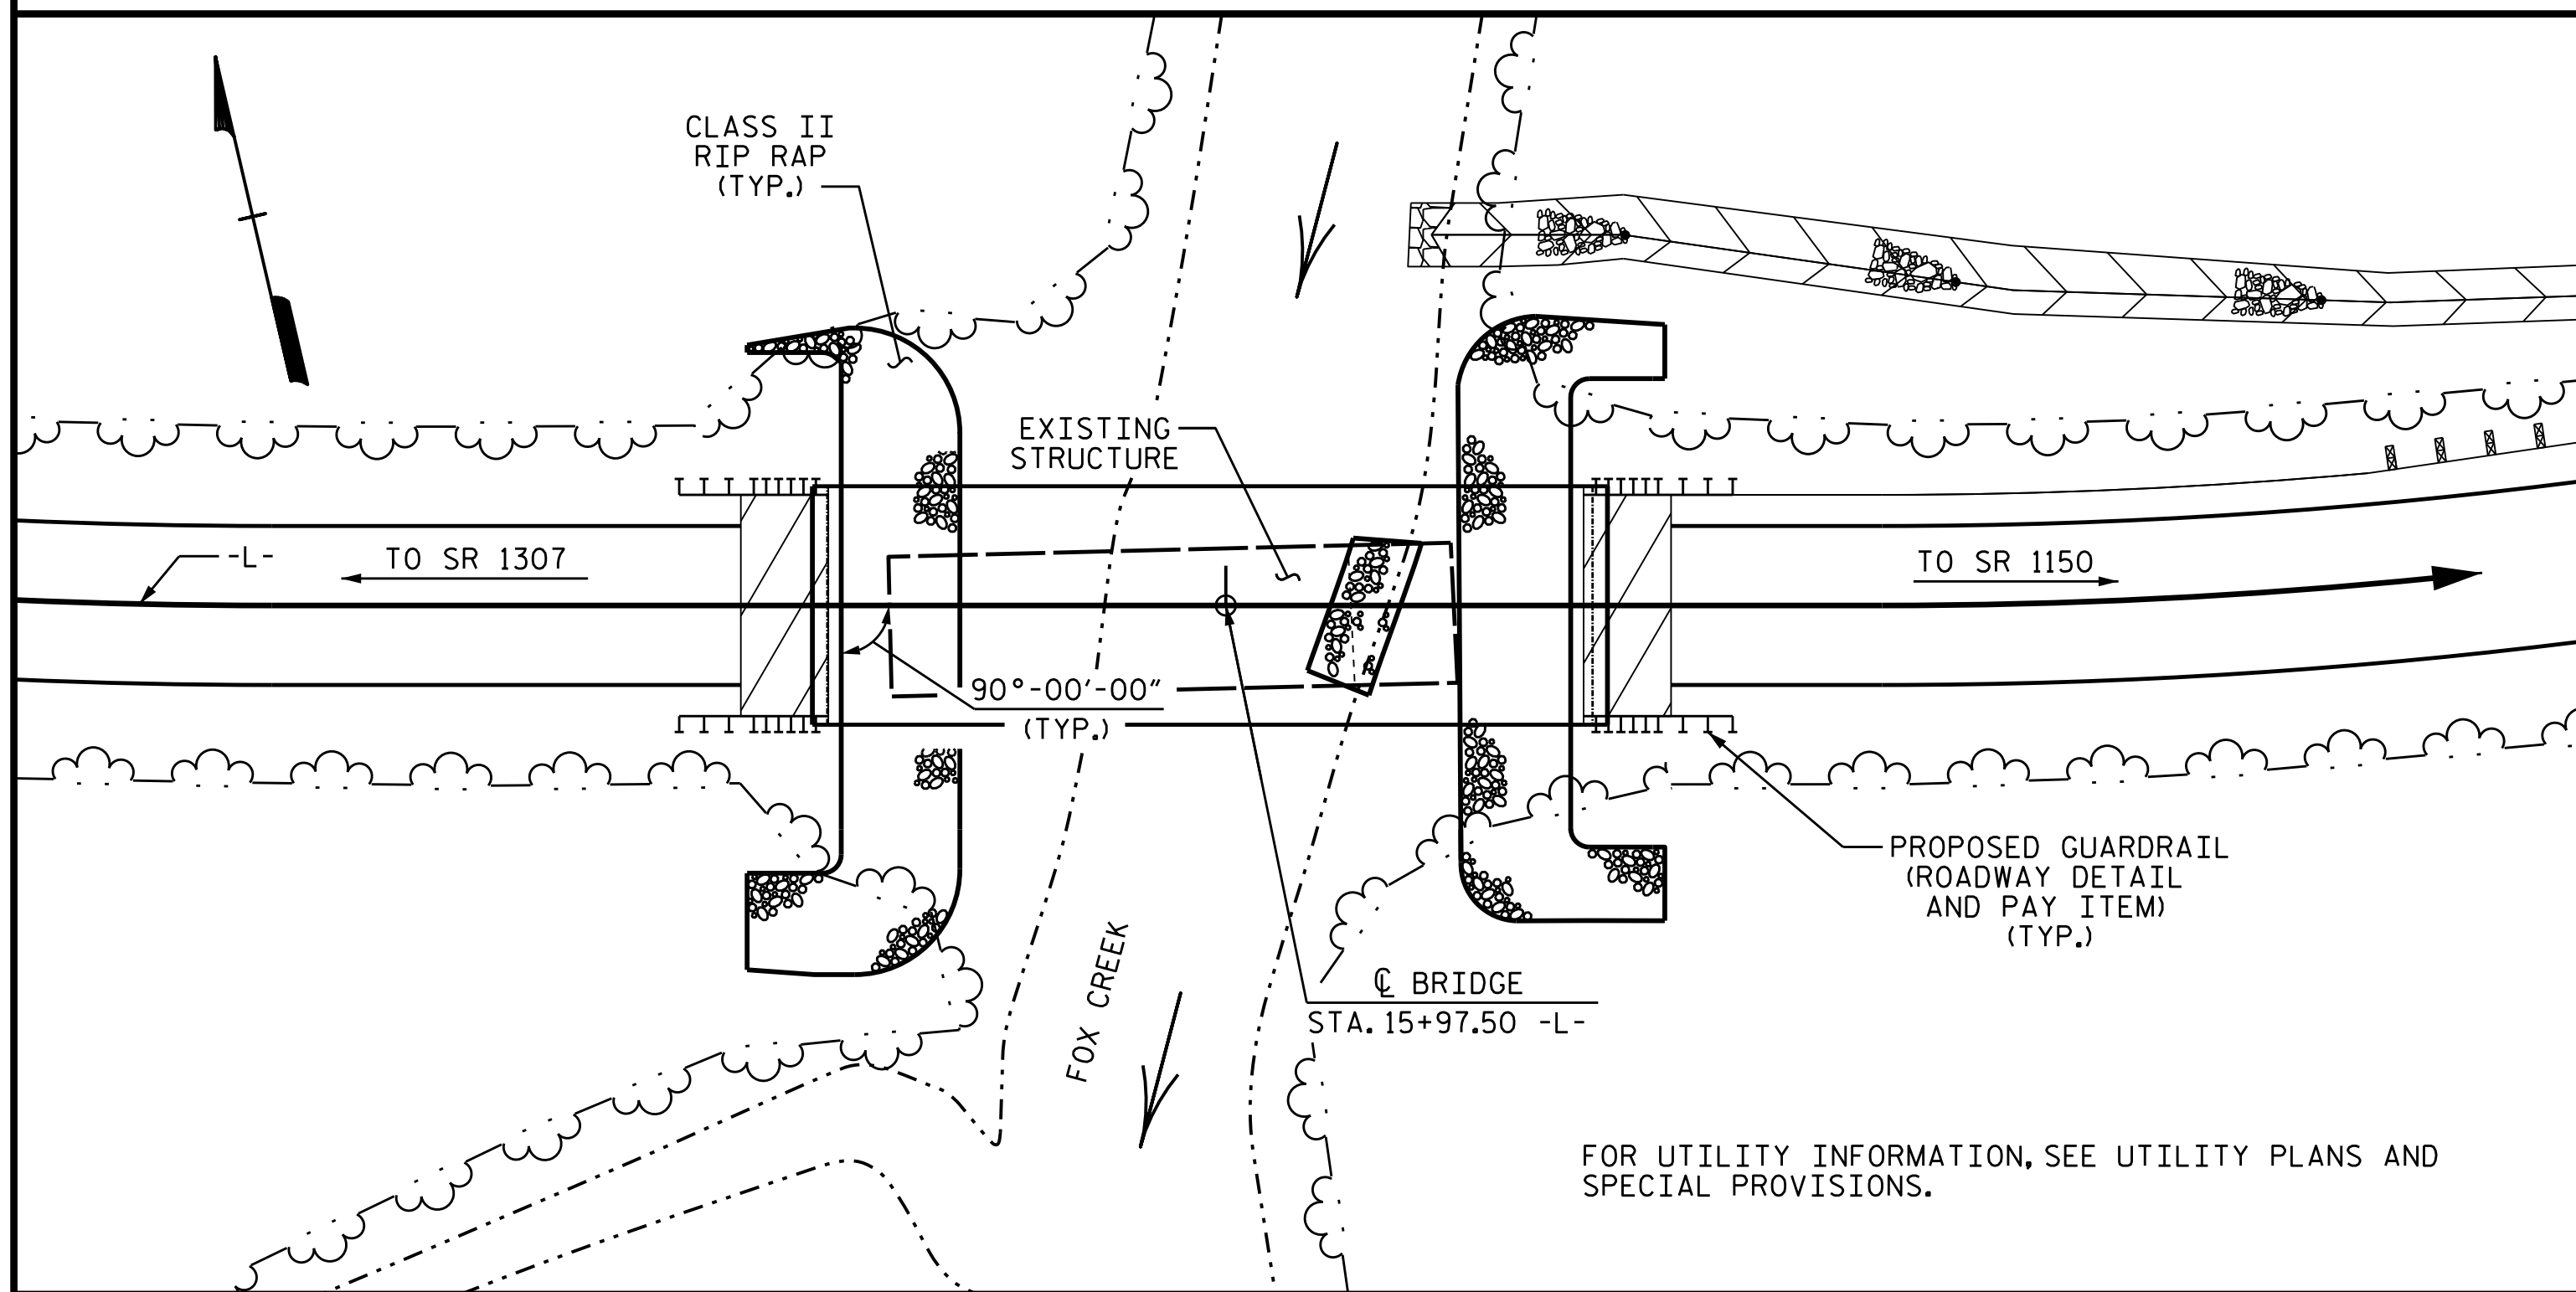 CLASS II
RIP RAP
(TYP.)
EXISTING
STRUCTURE
-L-
TO SR 1307
TO SR 1150
90°-00'-00"
(TYP.)
PROPOSED GUARDRAIL
(ROADWAY DETAIL
AND PAY ITEM)
(TYP.)
FOX CREEK
℄ BRIDGE
STA. 15+97.50 -L-
FOR UTILITY INFORMATION, SEE UTILITY PLANS AND
SPECIAL PROVISIONS.